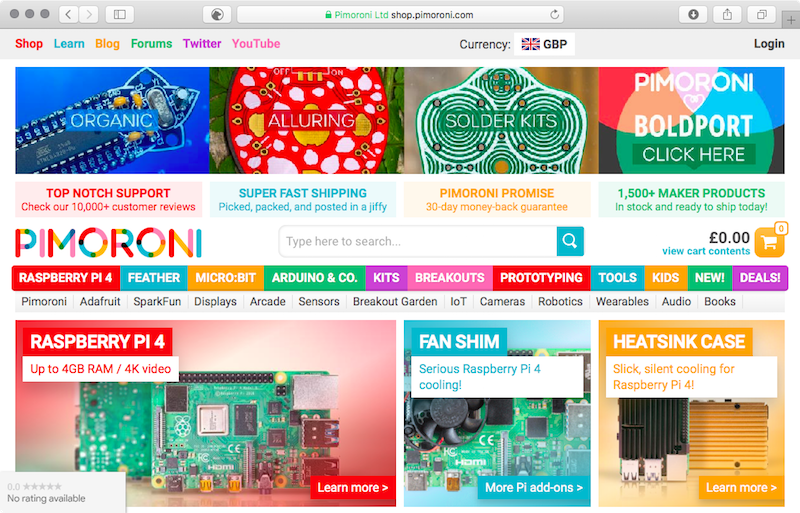 Pimoroni Ltd shop.pimoroni.com
Shop Learn Blog Forums Twitter YouTube
Currency: GBP
Login
ORGANIC
ALLURING
SOLDER KITS
PIMORONI
BOLDPORT
CLICK HERE
TOP NOTCH SUPPORT
Check our 10,000+ customer reviews
SUPER FAST SHIPPING
Picked, packed, and posted in a jiffy
PIMORONI PROMISE
30-day money-back guarantee
1,500+ MAKER PRODUCTS
In stock and ready to ship today!
PIMORONI
Type here to search...
£0.00
view cart contents
0
RASPBERRY PI 4 FEATHER MICRO:BIT ARDUINO & CO. KITS BREAKOUTS PROTOTYPING TOOLS KIDS NEW! DEALS!
Pimoroni Adafruit SparkFun Displays Arcade Sensors Breakout Garden IoT Cameras Robotics Wearables Audio Books
RASPBERRY PI 4
Up to 4GB RAM / 4K video
HDMI
Learn more >
FAN SHIM
Serious Raspberry Pi 4
cooling!
HDMI
More Pi add-ons >
HEATSINK CASE
Slick, silent cooling for
Raspberry Pi 4!
Learn more >
0.0
No rating available